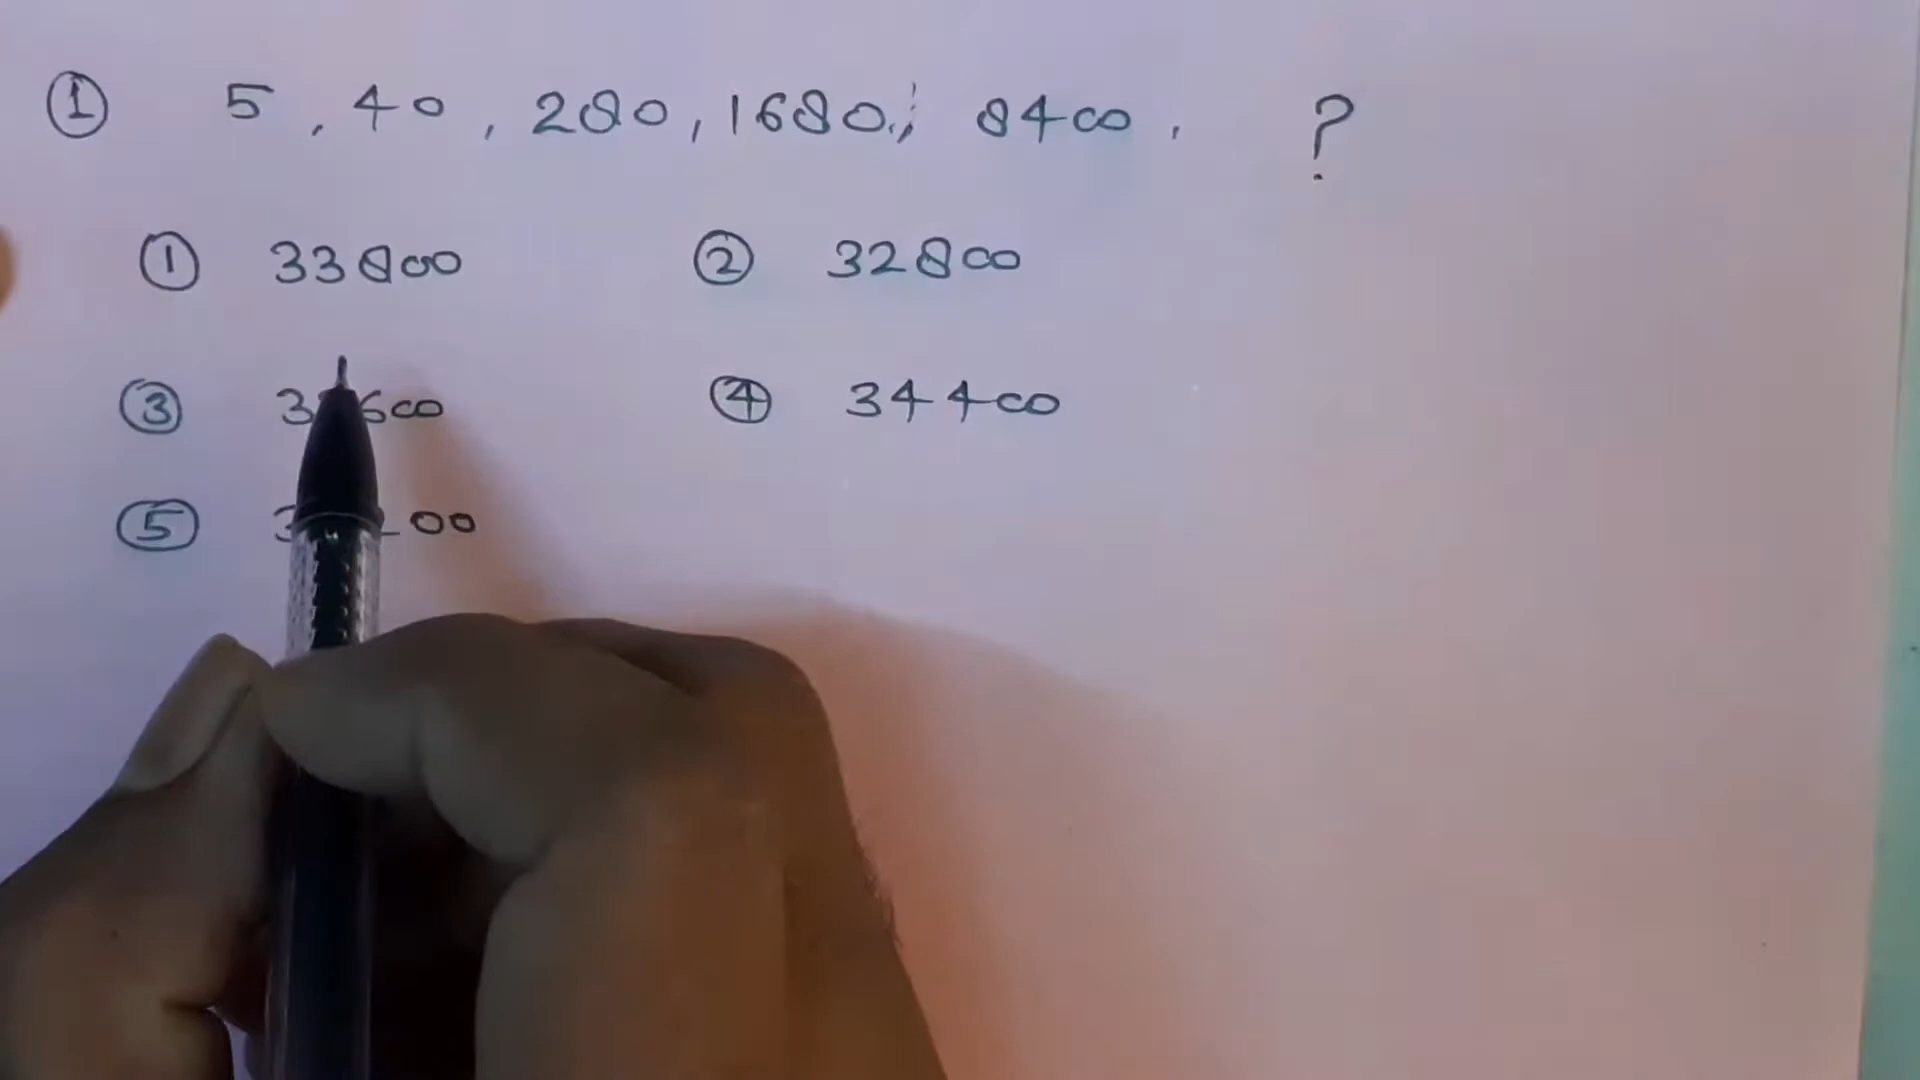 ① 5, 40, 280, 1680, 8400, ?
① 33800 ② 32800
③ ④ 34400
⑤